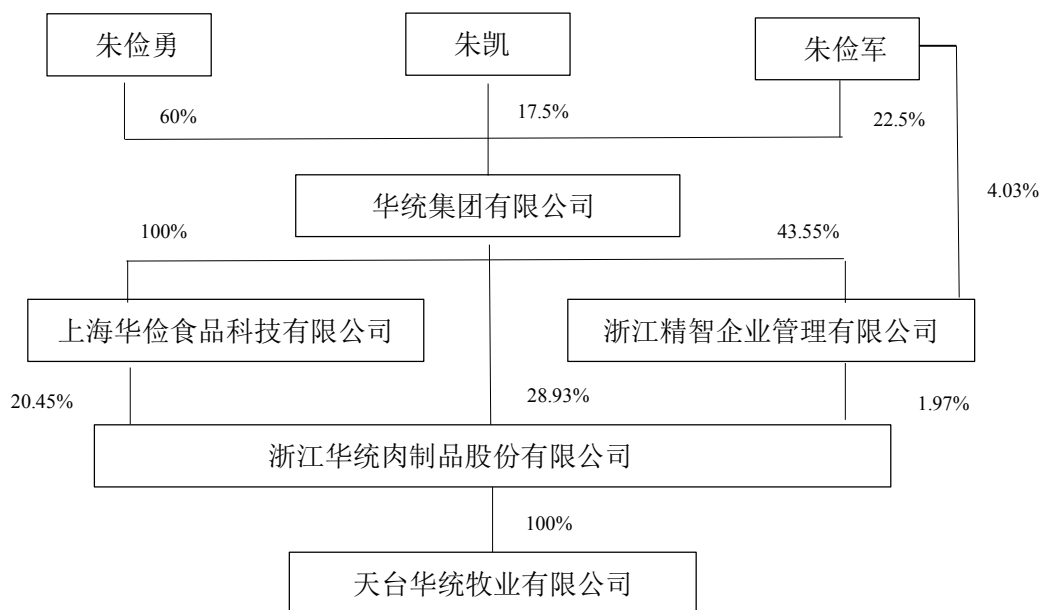 朱俭勇
朱凯
朱俭军
60%
17.5%
22.5%
华统集团有限公司
4.03%
100%
43.55%
上海华俭食品科技有限公司
浙江精智企业管理有限公司
20.45%
28.93%
1.97%
浙江华统肉制品股份有限公司
100%
天台华统牧业有限公司